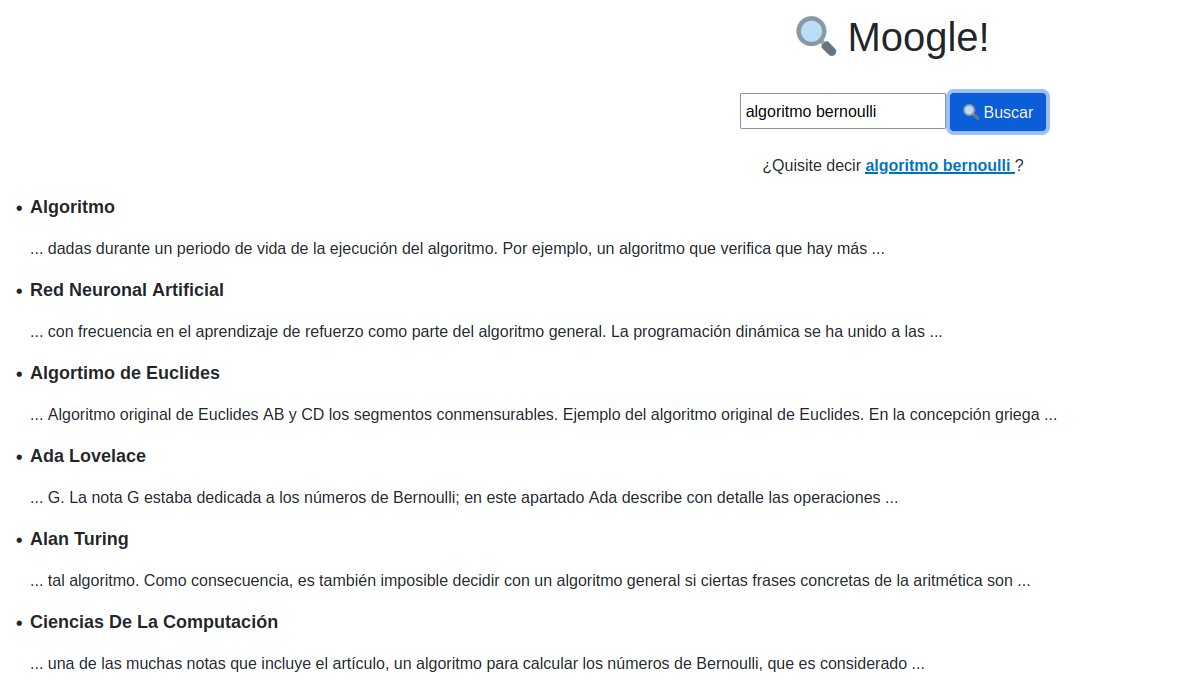 Moogle!
algoritmo bernoulli
Buscar
¿Quisite decir algoritmo bernoulli ?
• Algoritmo
... dadas durante un periodo de vida de la ejecución del algoritmo. Por ejemplo, un algoritmo que verifica que hay más ...
• Red Neuronal Artificial
... con frecuencia en el aprendizaje de refuerzo como parte del algoritmo general. La programación dinámica se ha unido a las ...
• Algortimo de Euclides
... Algoritmo original de Euclides AB y CD los segmentos conmensurables. Ejemplo del algoritmo original de Euclides. En la concepción griega ...
• Ada Lovelace
... G. La nota G estaba dedicada a los números de Bernoulli; en este apartado Ada describe con detalle las operaciones ...
• Alan Turing
... tal algoritmo. Como consecuencia, es también imposible decidir con un algoritmo general si ciertas frases concretas de la aritmética son ...
• Ciencias De La Computación
... una de las muchas notas que incluye el artículo, un algoritmo para calcular los números de Bernoulli, que es considerado ...